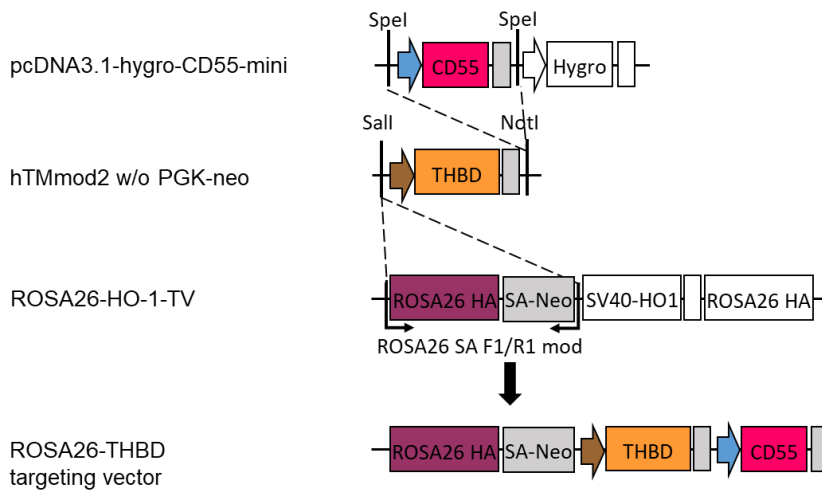 SpeI SpeI
pcDNA3.1-hygro-CD55-mini CD55 Hygro
SalI NotI
hTMmod2 w/o PGK-neo THBD
ROSA26-HO-1-TV ROSA26 HA SA-Neo SV40-HO1 ROSA26 HA
ROSA26 SA F1/R1 mod
ROSA26-THBD ROSA26 HA SA-Neo THBD CD55
targeting vector